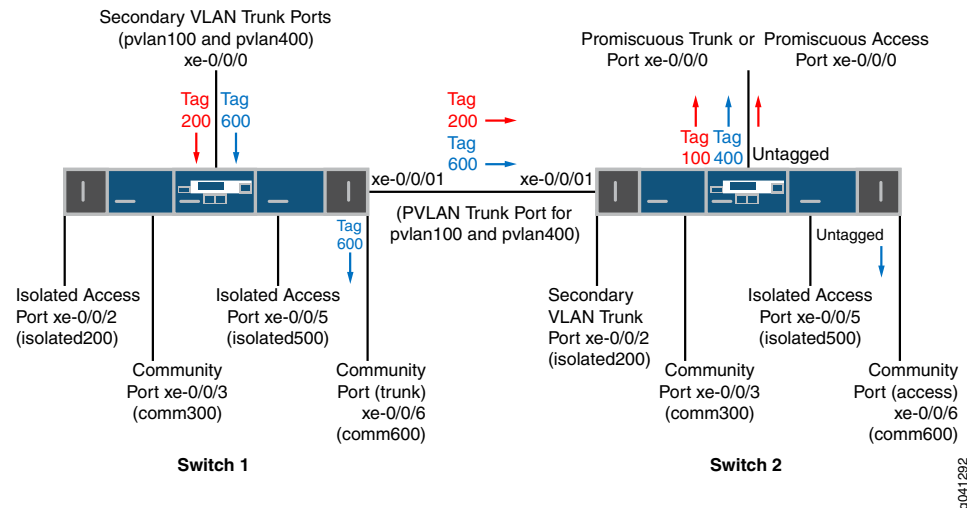 Secondary VLAN Trunk Ports
(pvlan100 and pvlan400)
xe-0/0/0
Promiscuous Trunk or
Port xe-0/0/0
Promiscuous Access
Port xe-0/0/0
Tag
200
Tag
600
Tag
200
Tag
600
Tag
100
Tag
400
Untagged
xe-0/0/01
xe-0/0/01
(PVLAN Trunk Port for
pvlan100 and pvlan400)
Tag
600
Untagged
Isolated Access
Port xe-0/0/2
(isolated200)
Isolated Access
Port xe-0/0/5
(isolated500)
Secondary
VLAN Trunk
Port xe-0/0/2
(isolated200)
Isolated Access
Port xe-0/0/5
(isolated500)
Community
Port xe-0/0/3
(comm300)
Community
Port (trunk)
xe-0/0/6
(comm600)
Community
Port xe-0/0/3
(comm300)
Community
Port (access)
xe-0/0/6
(comm600)
Switch 1
Switch 2
g041292